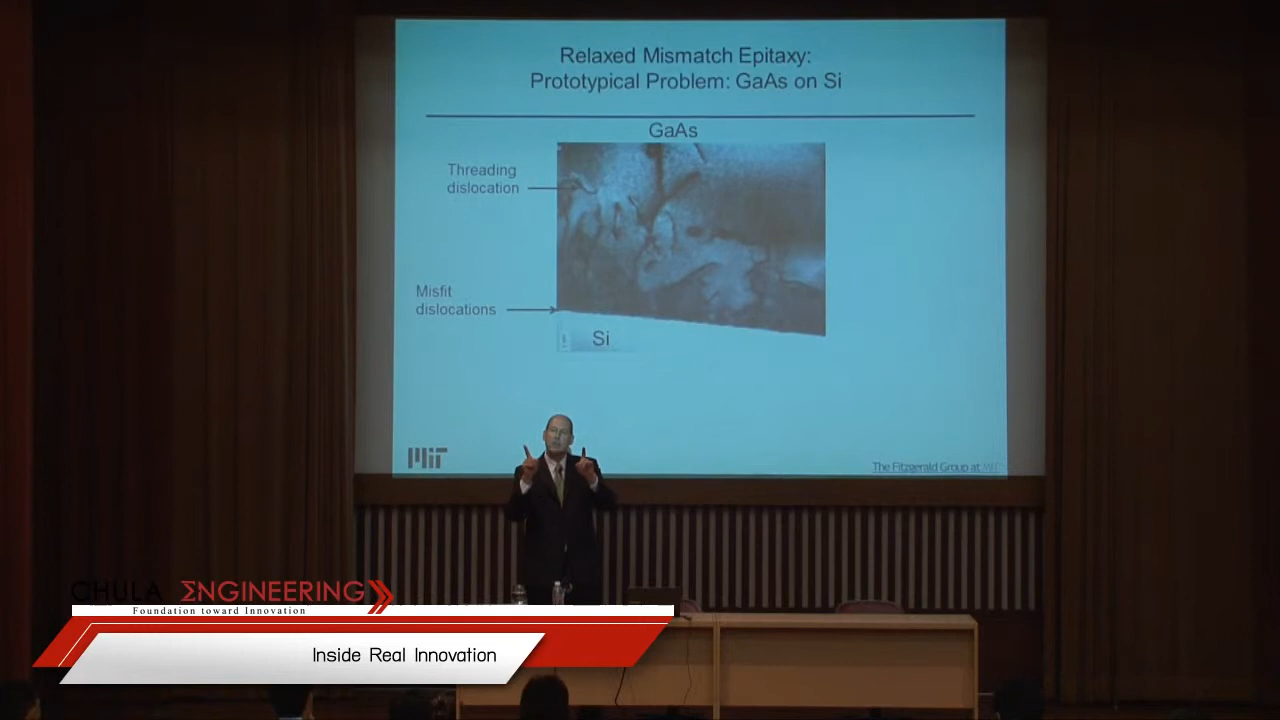 Relaxed Mismatch Epitaxy:
Prototypical Problem: GaAs on Si
GaAs
Threading
dislocation
Misfit
dislocations
Si
MIT
The Fitzgerald Group at MIT
CHULA ΣNGINEERING
Foundation toward Innovation
Inside Real Innovation